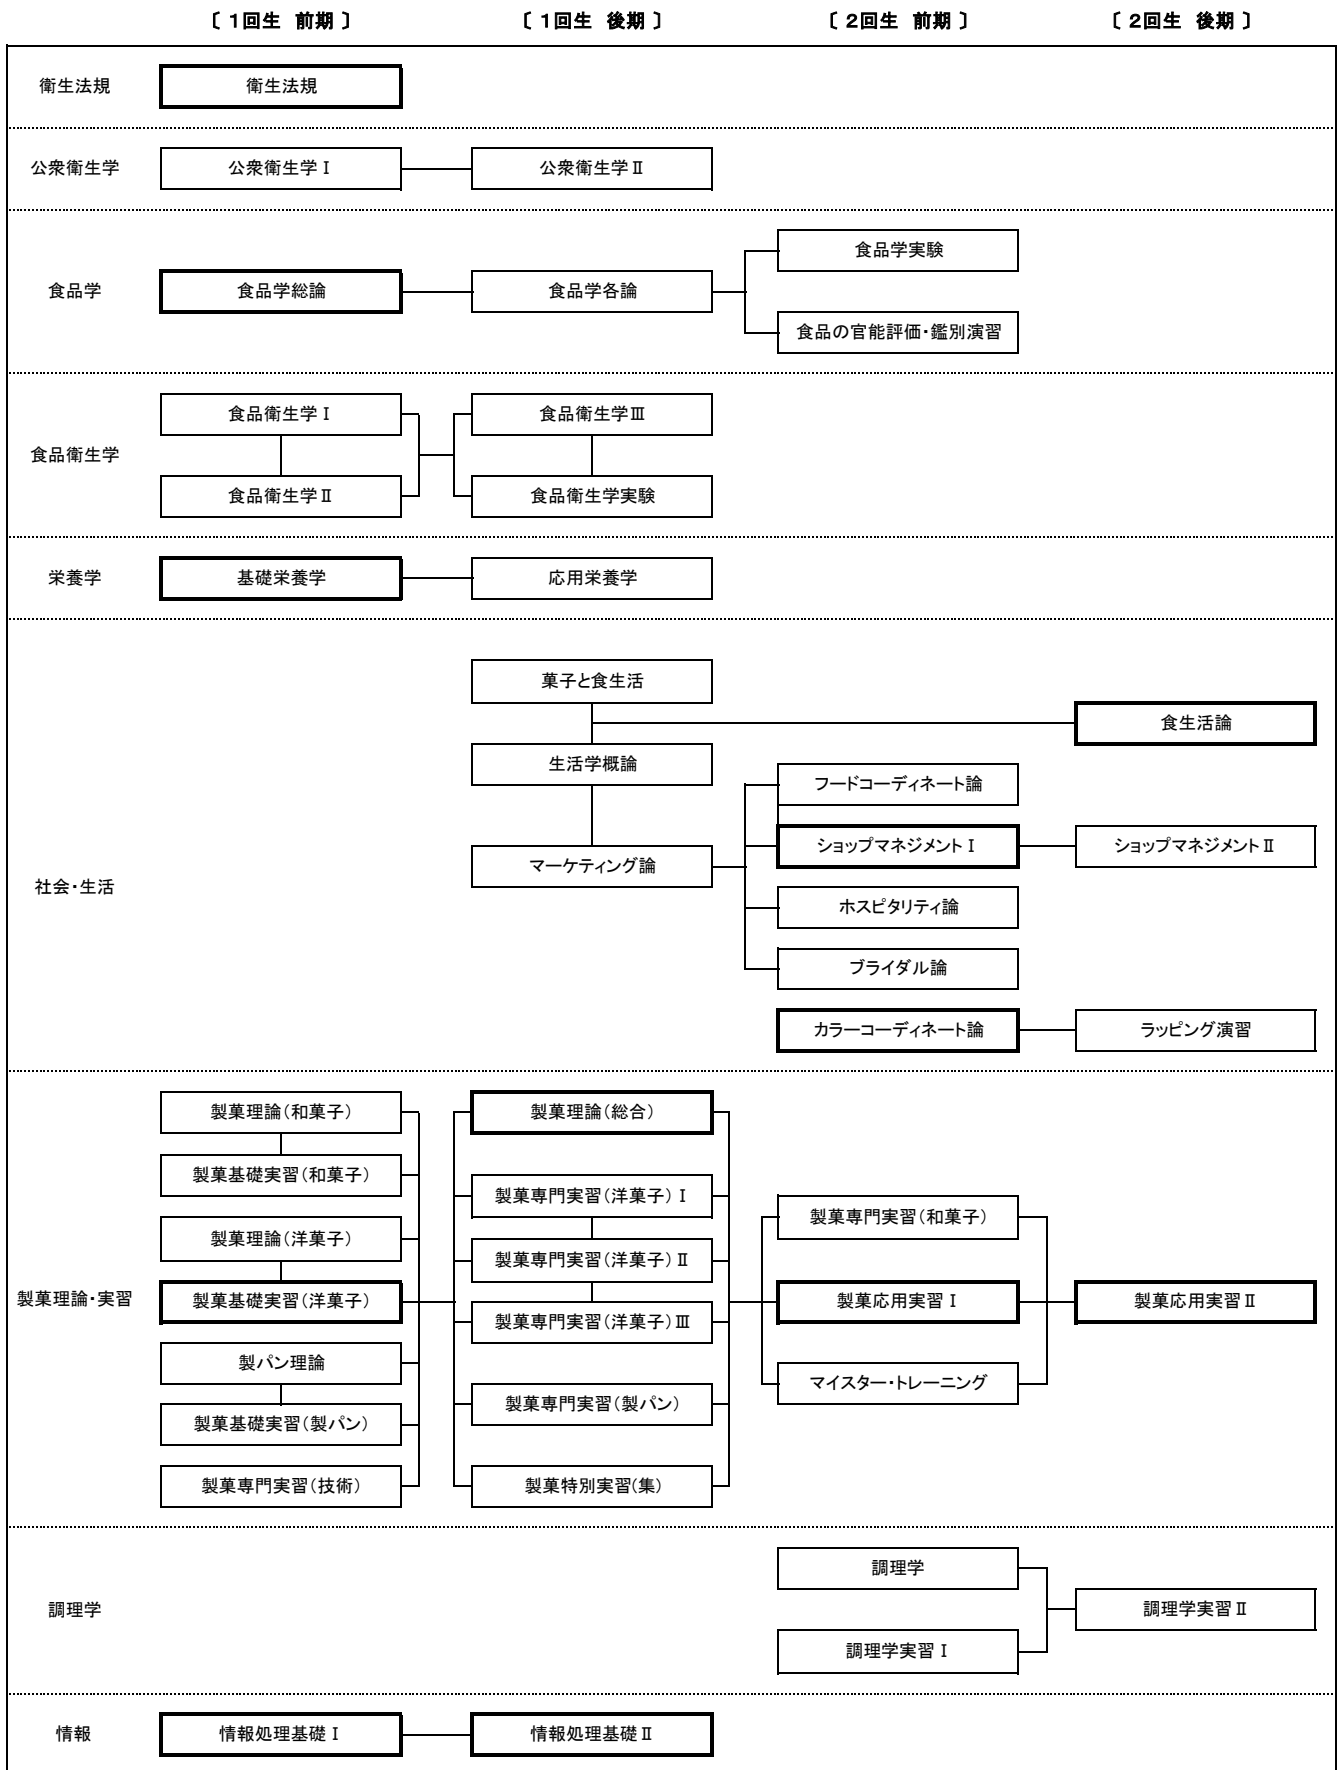 〔 1回生 前期 〕 〔 1回生 後期 〕 〔 2回生 前期 〕 〔 2回生 後期 〕
衛生法規 衛生法規
公衆衛生学 公衆衛生学Ⅰ 公衆衛生学Ⅱ
食品学実験
食品学 食品学総論 食品学各論
食品の官能評価・鑑別演習
食品衛生学Ⅰ 食品衛生学Ⅲ
食品衛生学
食品衛生学Ⅱ 食品衛生学実験
栄養学 基礎栄養学 応用栄養学
菓子と食生活
食生活論
生活学概論
フードコーディネート論
ショップマネジメントⅠ ショップマネジメントⅡ
マーケティング論
社会・生活
ホスピタリティ論
ブライダル論
カラーコーディネート論 ラッピング演習
製菓理論(和菓子) 製菓理論(総合)
製菓基礎実習(和菓子)
製菓専門実習(洋菓子)Ⅰ
製菓専門実習(和菓子)
製菓理論(洋菓子)
製菓専門実習(洋菓子)Ⅱ
製菓理論・実習 製菓基礎実習(洋菓子) 製菓応用実習Ⅰ 製菓応用実習Ⅱ
製菓専門実習(洋菓子)Ⅲ
製パン理論
マイスター・トレーニング
製菓専門実習(製パン)
製菓基礎実習(製パン)
製菓専門実習(技術) 製菓特別実習(集)
調理学
調理学 調理学実習Ⅱ
調理学実習Ⅰ
情報 情報処理基礎Ⅰ 情報処理基礎Ⅱ